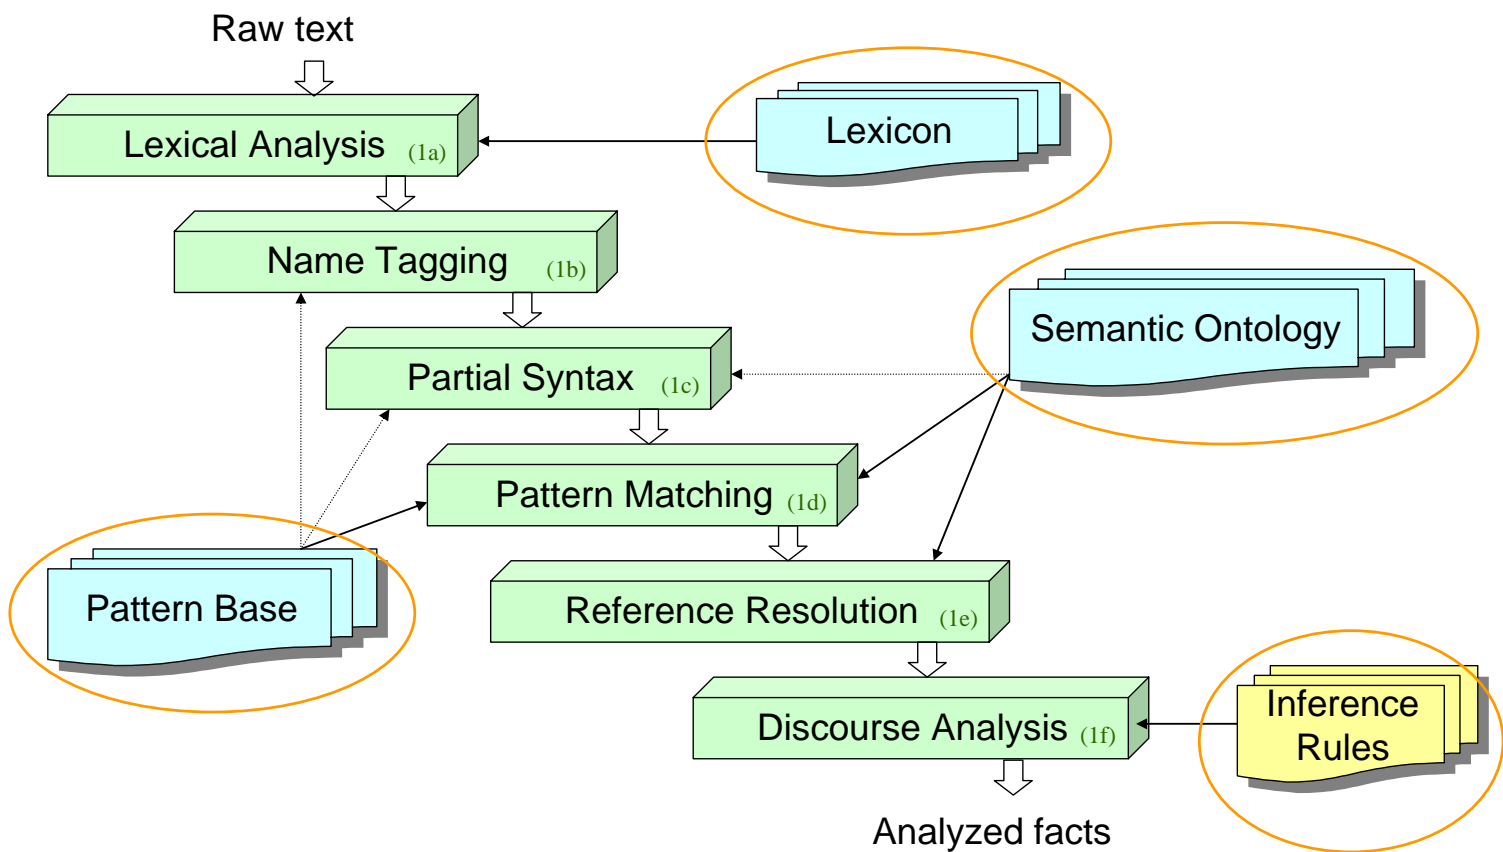 Raw text
Lexical Analysis (1a)
Lexicon
Name Tagging (1b)
Semantic Ontology
Partial Syntax (1c)
Pattern Matching (1d)
Pattern Base
Reference Resolution (1e)
Discourse Analysis (1f)
Inference
Rules
Analyzed facts